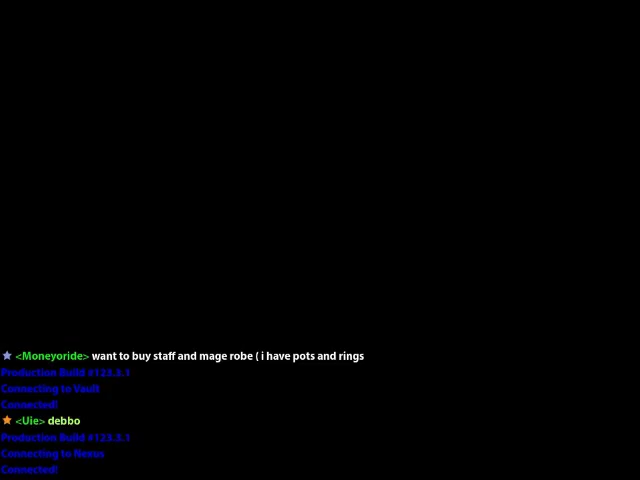 <Moneyoride> want to buy staff and mage robe ( i have pots and rings
Production Build #123.3.1
Connecting to Vault
Connected!
<Uie> debbo
Production Build #123.3.1
Connecting to Nexus
Connected!